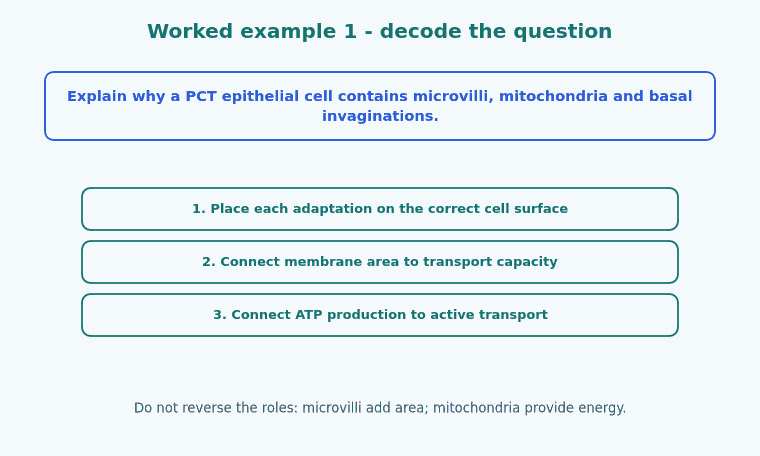 Worked example 1 - decode the question
Explain why a PCT epithelial cell contains microvilli, mitochondria and basal
invaginations.
1. Place each adaptation on the correct cell surface
2. Connect membrane area to transport capacity
3. Connect ATP production to active transport
Do not reverse the roles: microvilli add area; mitochondria provide energy.